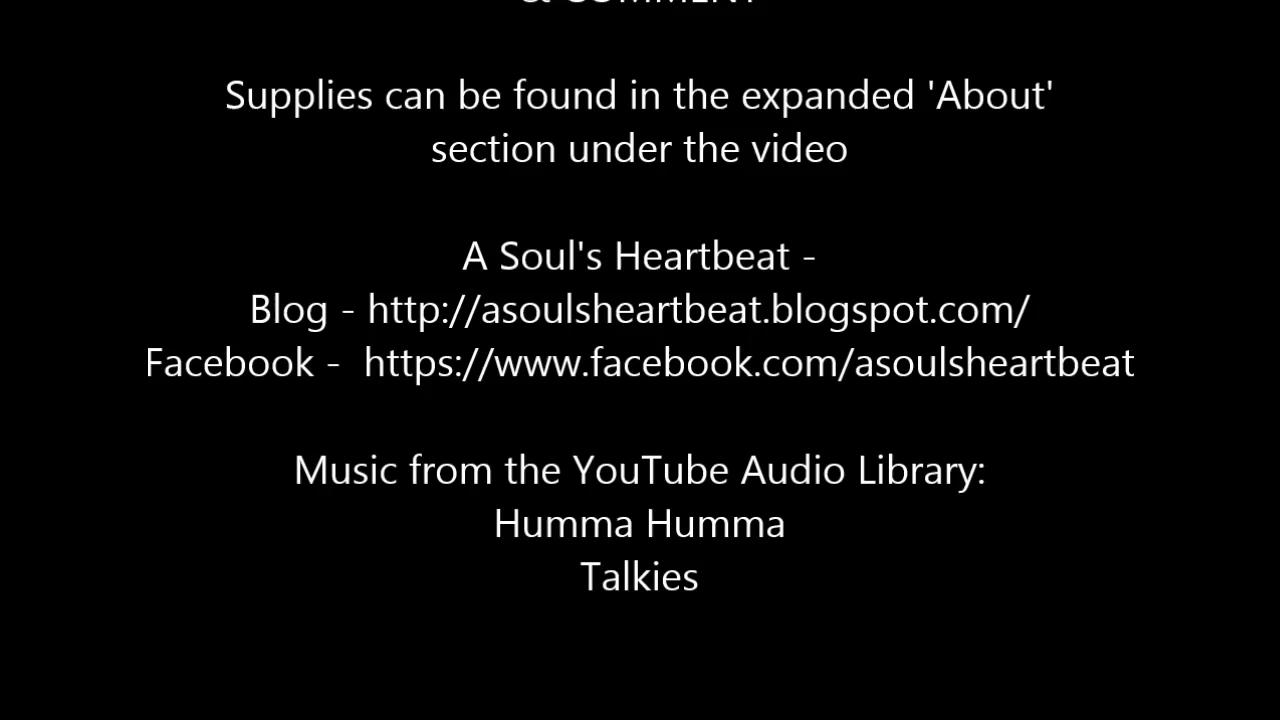 & COMMENT
Supplies can be found in the expanded 'About'
section under the video
A Soul's Heartbeat -
Blog - http://asoulsheartbeat.blogspot.com/
Facebook -  https://www.facebook.com/asoulsheartbeat
Music from the YouTube Audio Library:
Humma Humma
Talkies